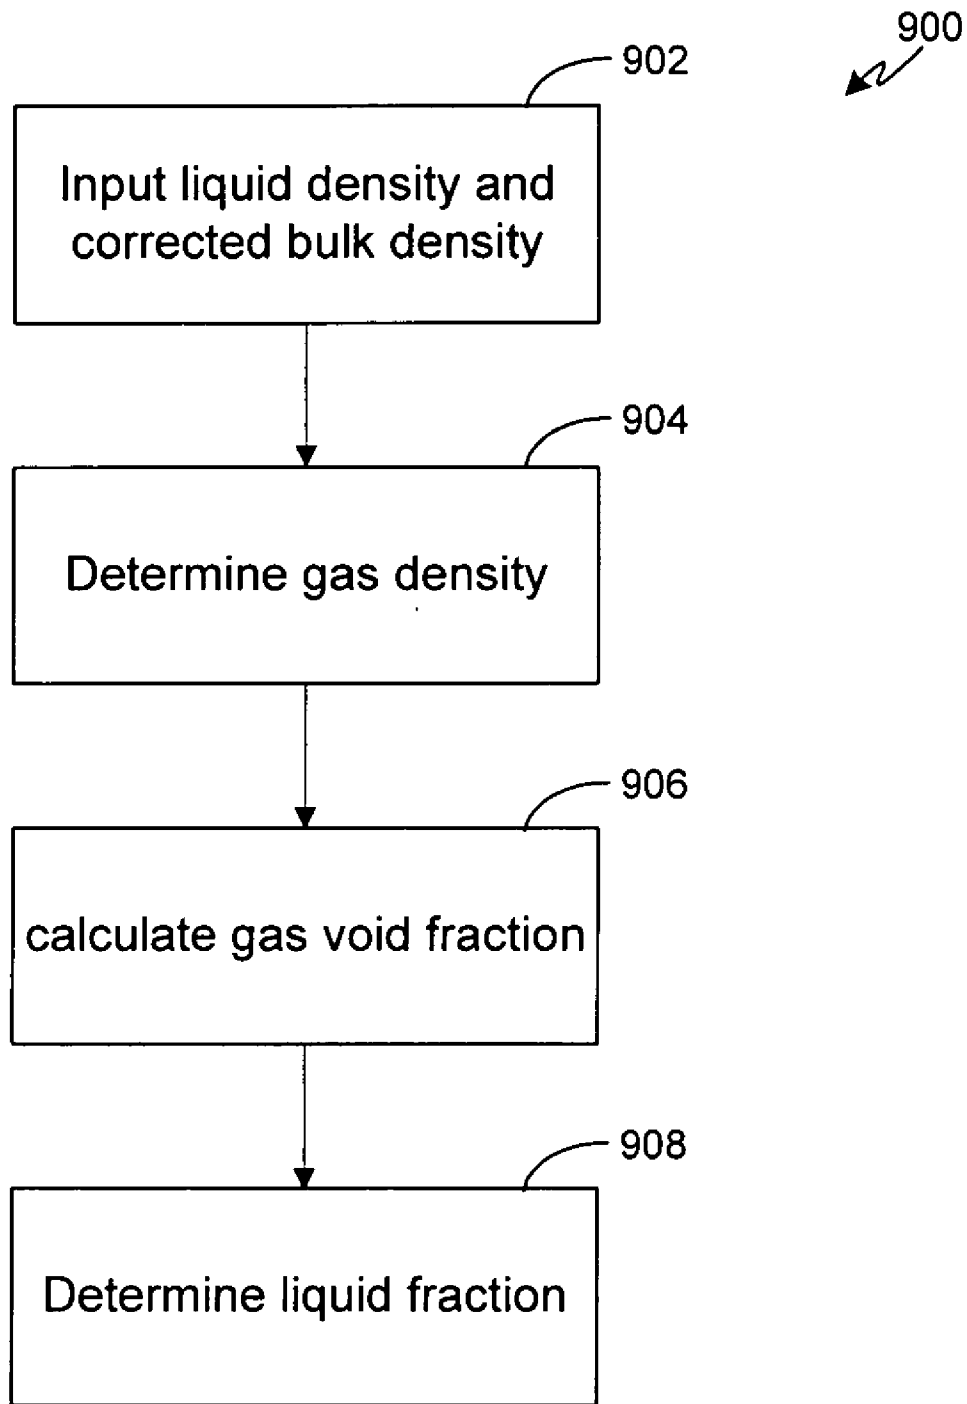 900
902
Input liquid density and
corrected bulk density
904
Determine gas density
906
calculate gas void fraction
908
Determine liquid fraction